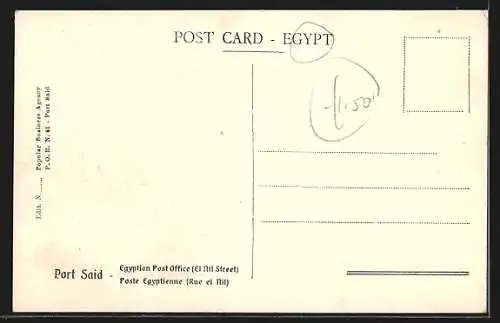 POST CARD - EGYPT
£1.50
Edit. N........ Popular Business Agency
P. O. B. N. 62 - Port Said
Port Said - Egyptian Post Office (El Nil Street)
Poste Egyptienne (Rue el Nil)